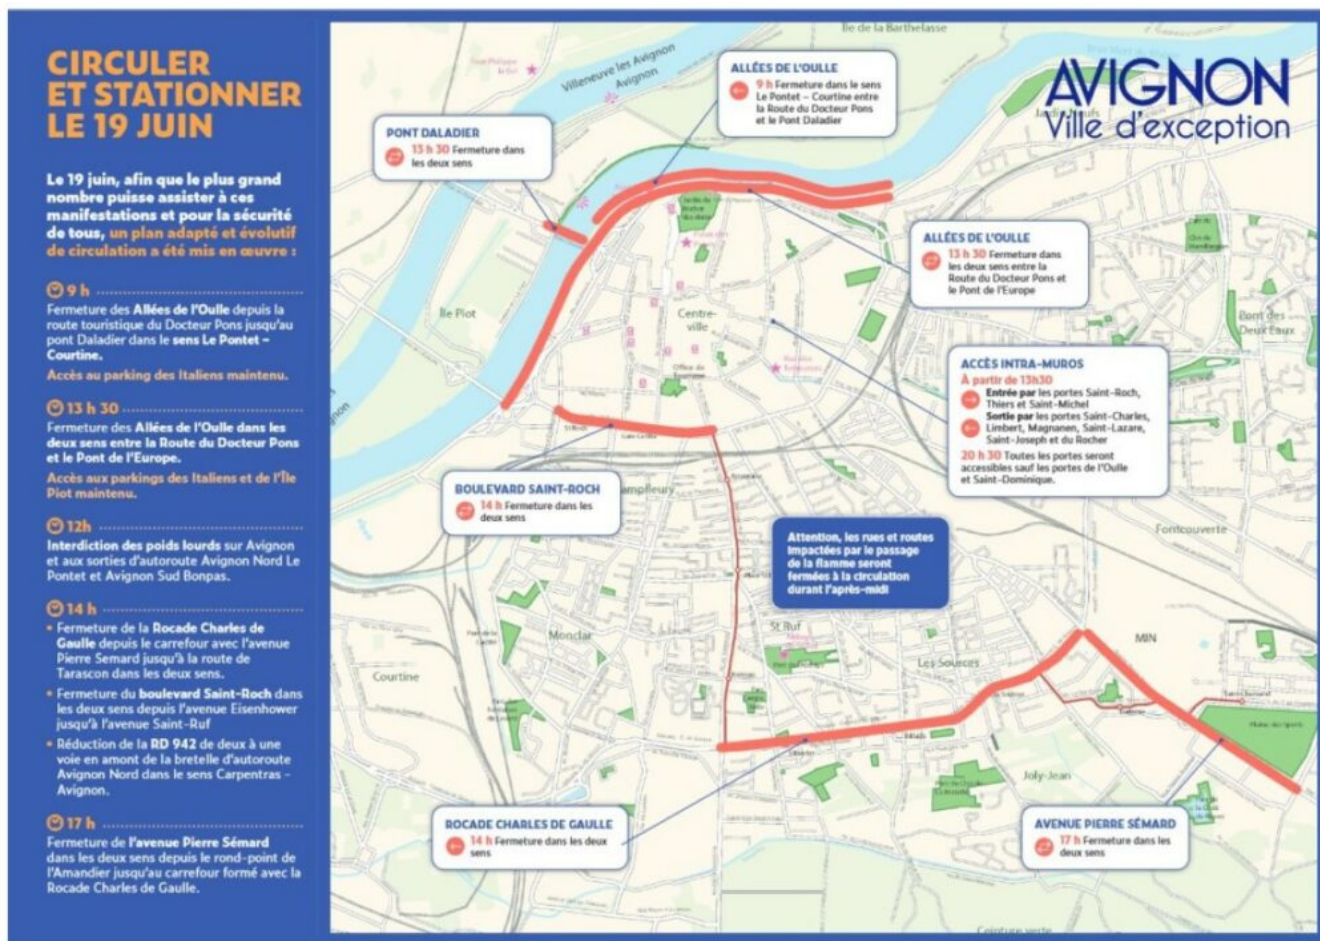 CIRCULER
ET STATIONNER
LE 19 JUIN
Le 19 juin, afin que le plus grand
nombre puisse assister à ces
manifestations et pour la sécurité
de tous, un plan adapté et évolutif
de circulation a été mis en œuvre :
9 h
Fermeture des Allées de l'Oulle depuis la
route touristique du Docteur Pons jusqu'au
pont Daladier dans le sens Le Pontet –
Courtine.
Accès au parking des Italiens maintenu.
13 h 30
Fermeture des Allées de l'Oulle dans les
deux sens entre la Route du Docteur Pons
et le Pont de l'Europe.
Accès aux parkings des Italiens et de l'Île
Piot maintenu.
12h
Interdiction des poids lourds sur Avignon
et aux sorties d'autoroute Avignon Nord Le
Pontet et Avignon Sud Bonpas.
14 h
• Fermeture de la Rocade Charles de
Gaulle depuis le carrefour avec l'avenue
Pierre Semard jusqu'à la route de
Tarascon dans les deux sens.
• Fermeture du boulevard Saint-Roch dans
les deux sens depuis l'avenue Eisenhower
jusqu'à l'avenue Saint-Ruf
• Réduction de la RD 942 de deux à une
voie en amont de la bretelle d'autoroute
Avignon Nord dans le sens Carpentras –
Avignon.
17 h
Fermeture de l'avenue Pierre Sémard
dans les deux sens depuis le rond-point de
l'Amandier jusqu'au carrefour formé avec la
Rocade Charles de Gaulle.
AVIGNON
Ville d'exception
Île de la Barthelasse
Villeneuve les Avignon
Avignon
ALLÉES DE L'OULLE
9 h Fermeture dans le sens
Le Pontet – Courtine entre
la Route du Docteur Pons
et le Pont Daladier
PONT DALADIER
13 h 30 Fermeture dans
les deux sens
ALLÉES DE L'OULLE
13 h 30 Fermeture dans
les deux sens entre la
Route du Docteur Pons et
le Pont de l'Europe
Île Piot
Centre-
ville
Office de
Tourisme
Pont des
Deux Eaux
ACCÈS INTRA-MUROS
À partir de 13h30
Entrée par les portes Saint-Roch,
Thiers et Saint-Michel
Sortie par les portes Saint-Charles,
Limbert, Magnanen, Saint-Lazare,
Saint-Joseph et du Rocher
20 h 30 Toutes les portes seront
accessibles sauf les portes de l'Oulle
et Saint-Dominique.
BOULEVARD SAINT-ROCH
14 h Fermeture dans les
deux sens
ampfleury
Fontcouverte
Attention, les rues et routes
impactées par le passage
de la flamme seront
fermées à la circulation
durant l'après-midi
Monclar
St Ruf
Les Sources
MIN
Courtine
Joly-Jean
ROCADE CHARLES DE GAULLE
14 h Fermeture dans les deux
sens
AVENUE PIERRE SÉMARD
17 h Fermeture dans les
deux sens
Ceinture verte